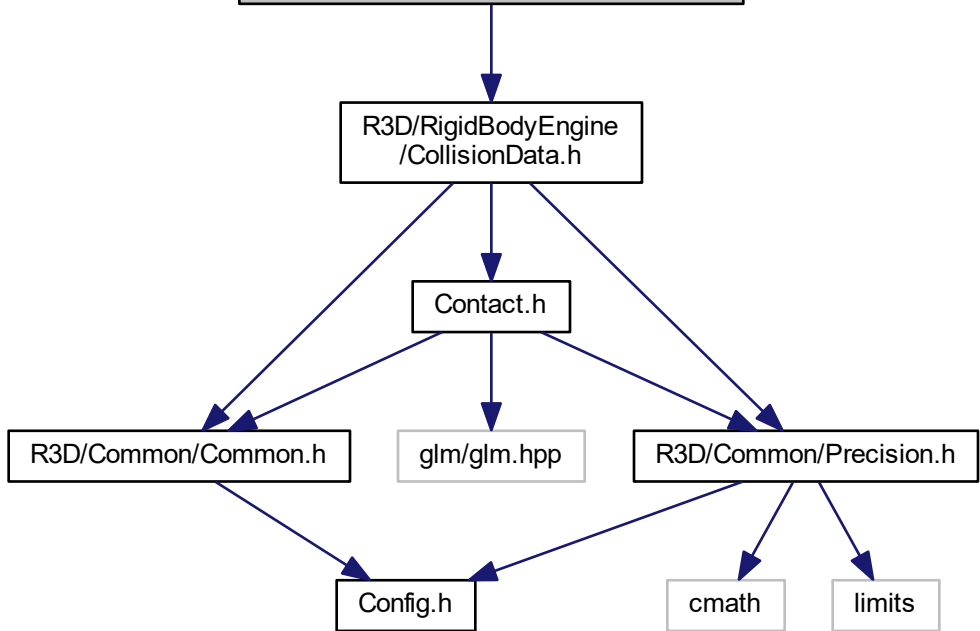 R3D/RigidBodyEngine
/CollisionData.h
Contact.h
R3D/Common/Common.h
glm/glm.hpp
R3D/Common/Precision.h
Config.h
cmath
limits